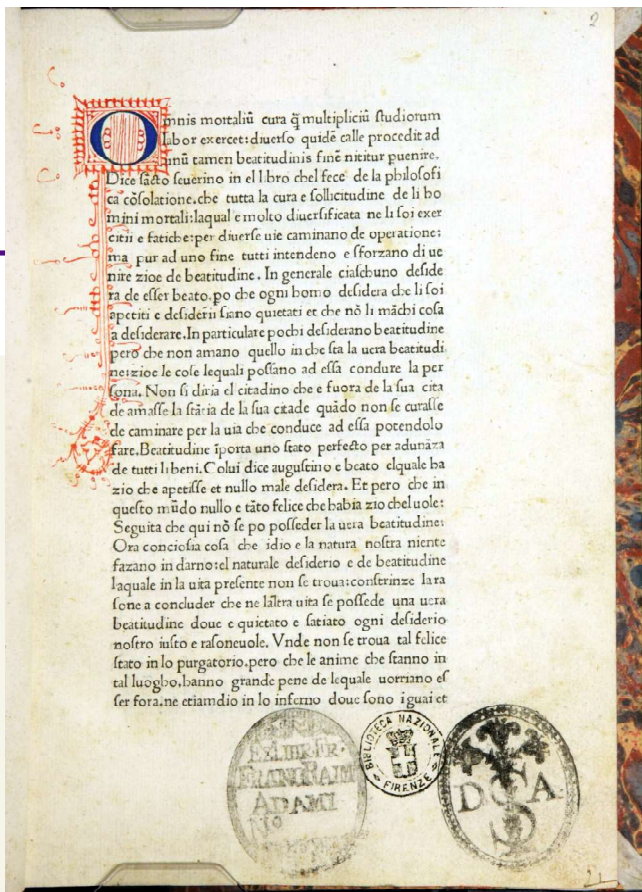 2
Omnis mortaliū cura q̄ multipliciū studiorum
labor exercet: diuerso quidē calle procedit ad
unū tamen beatitudinis finē nititur puenire.
Dice sācto seuerino in el libro chel fece de la philosofi
ca cōsolatione. che tutta la cura e sollicitudine de li ho
mini mortali: laqual e molto diuersificata ne li soi exer
citii e fatiche: per diuerse uie caminano de operatione:
ma pur ad uno fine tutti intendeno e sforzano di ue
nire zioe de beatitudine. In generale ciaschuno deside
ra de esser beato. po che ogni homo desidera che li soi
apetiti e desiderii siano quietati et che nō li māchi cosa
a desiderare. In particulare pochi desiderano beatitudine
pero che non amano quello in che sta la uera beatitudi
ne: zioe le cose lequali possano ad essa condure la per
sona. Non si diria el citadino che e fuora de la sua cita
de amasse la stātia de la sua citade quādo non se curasse
de caminare per la uia che conduce ad essa potendolo
fare. Beatitudine īporta uno stato perfecto per adunāza
de tutti li beni. Colui dice augustino e beato elquale ha
zio che apetisse et nullo male desidera. Et pero che in
questo mūdo nullo e tāto felice che habia zio chel uole:
Seguita che qui nō se po posseder la uera beatitudine:
Ora conciosia cosa che idio e la natura nostra niente
fazano in darno: el naturale desiderio e de beatitudine
laquale in la uita presente non se troua: constrinze la ra
sone a concluder che ne laltra uita se possede una uera
beatitudine doue e quietato e satiato ogni desiderio
nostro iusto e rasoneuole. Vnde non se troua tal felice
stato in lo purgatorio. pero che le anime che stanno in
tal luogho. hanno grande pene de lequale uorriano es
ser fora. ne etiamdio in lo inferno doue sono i guai et
EX LIBR. FR.
FRANC RAIM
ADAMI
No
BIBLIOTECA NAZIONALE
FIRENZE
D S A